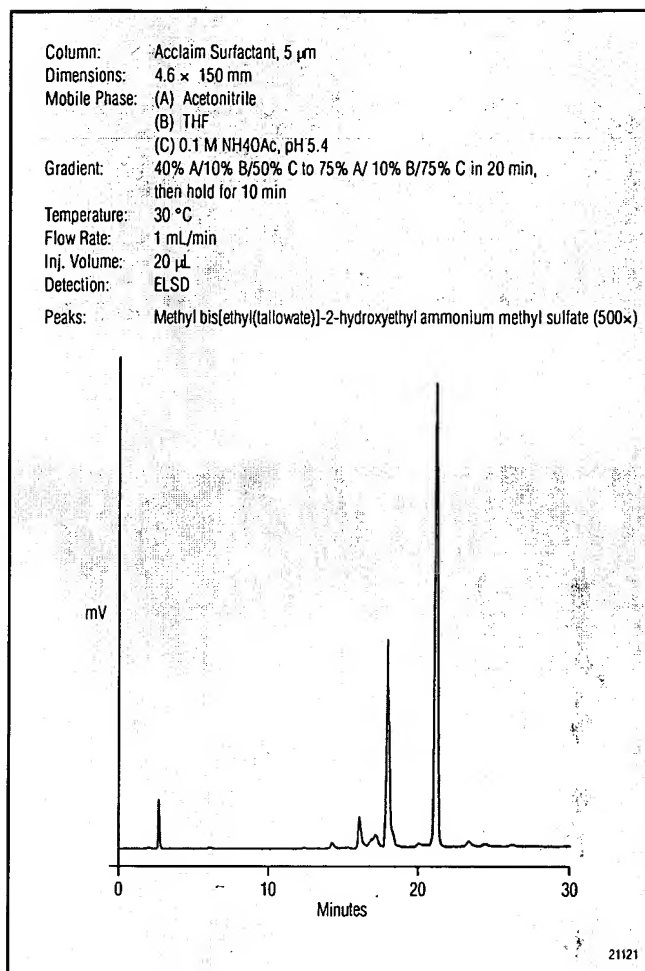 Column: Acclaim Surfactant, 5 µm
Dimensions: 4.6 × 150 mm
Mobile Phase: (A) Acetonitrile
(B) THF
(C) 0.1 M NH4OAc, pH 5.4
Gradient: 40% A/10% B/50% C to 75% A/ 10% B/75% C in 20 min,
then hold for 10 min
Temperature: 30 °C
Flow Rate: 1 mL/min
Inj. Volume: 20 µL
Detection: ELSD
Peaks: Methyl bis[ethyl(tallowate)]-2-hydroxyethyl ammonium methyl sulfate (500×)
mV
0 10 20 30
Minutes
21121